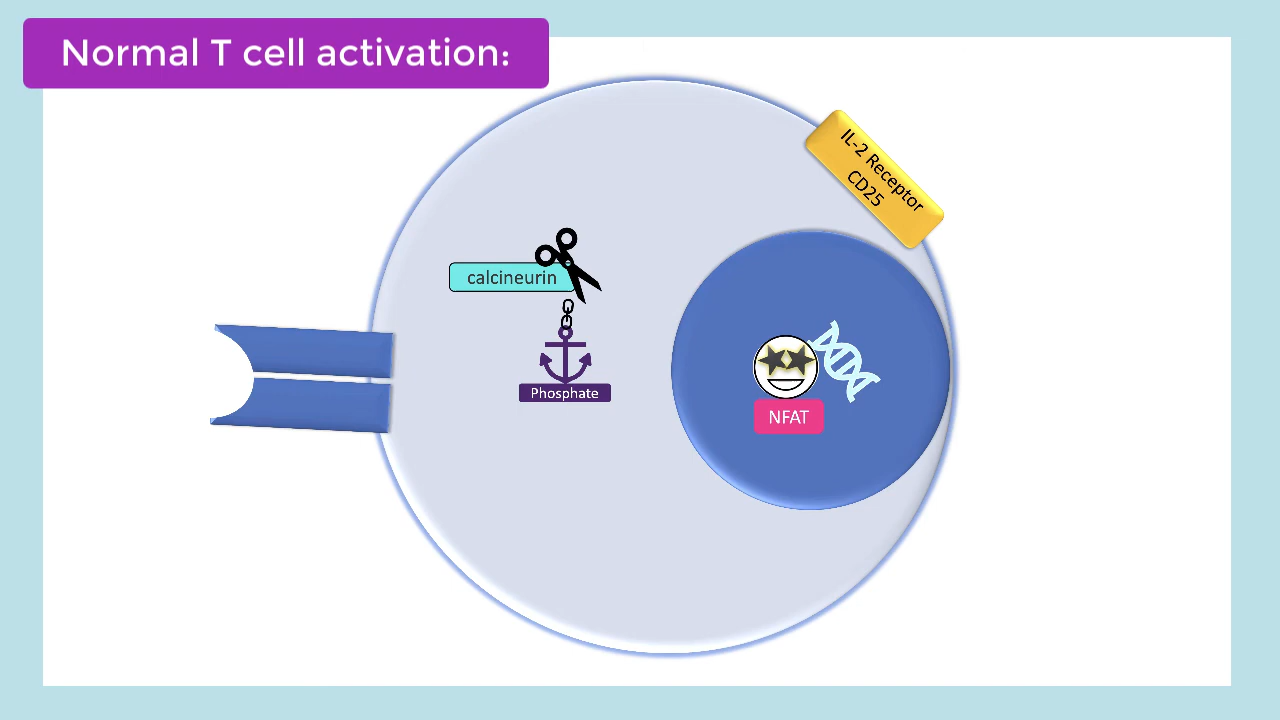 Normal T cell activation:
IL-2 Receptor
CD25
calcineurin
Phosphate
NFAT